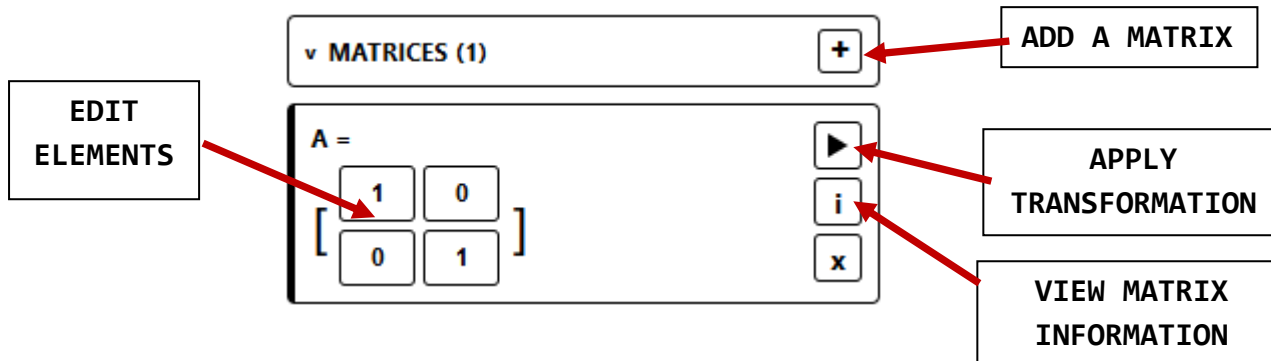 v MATRICES (1)
+
ADD A MATRIX
EDIT
ELEMENTS
A =
[ 1 0
0 1 ]
▶
i
x
APPLY
TRANSFORMATION
VIEW MATRIX
INFORMATION